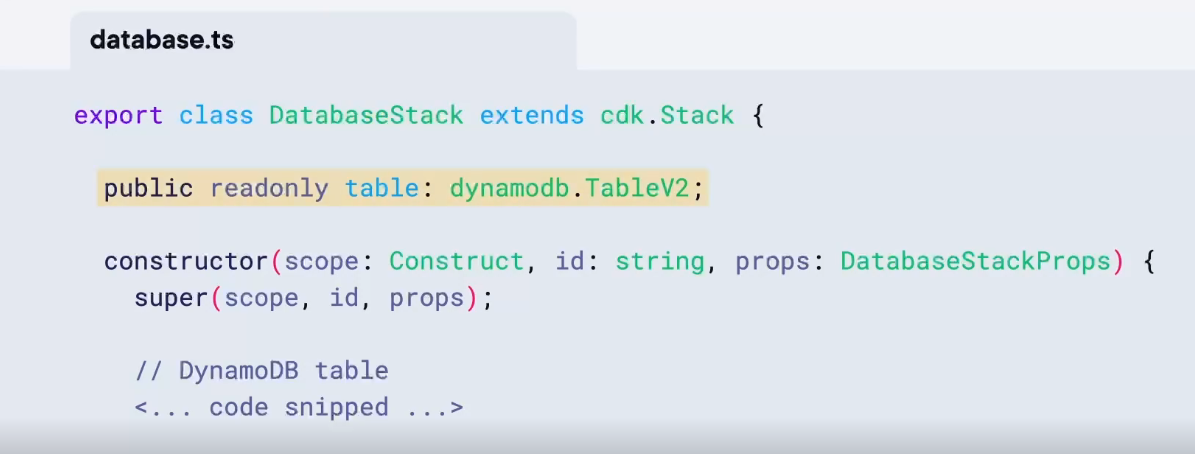 database.ts
export class DatabaseStack extends cdk.Stack {
public readonly table: dynamodb.TableV2;
constructor(scope: Construct, id: string, props: DatabaseStackProps) {
super(scope, id, props);
// DynamoDB table
<... code snipped ...>